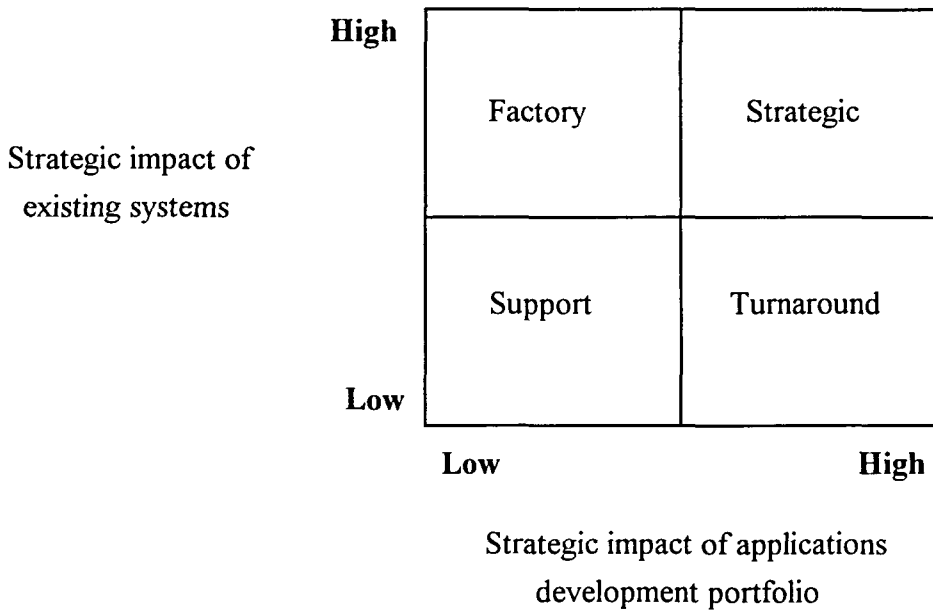 High
Factory
Strategic
Strategic impact of
existing systems
Support
Turnaround
Low
Low
High
Strategic impact of applications
development portfolio